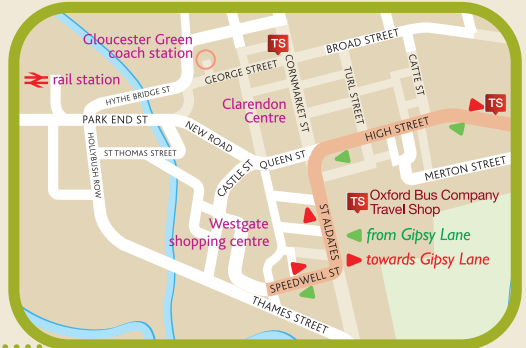 Gloucester Green
coach station
TS
BROAD STREET
rail station
GEORGE STREET
CORNMARKET ST
TURL STREET
CATTE ST
HYTHE BRIDGE ST
Clarendon
Centre
TS
PARK END ST
HIGH STREET
NEW ROAD
HOLLYBUSH ROW
ST THOMAS STREET
CASTLE ST
QUEEN ST
MERTON STREET
TS
Oxford Bus Company
Travel Shop
Westgate
shopping centre
ST ALDATES
from Gipsy Lane
towards Gipsy Lane
SPEEDWELL ST
THAMES STREET